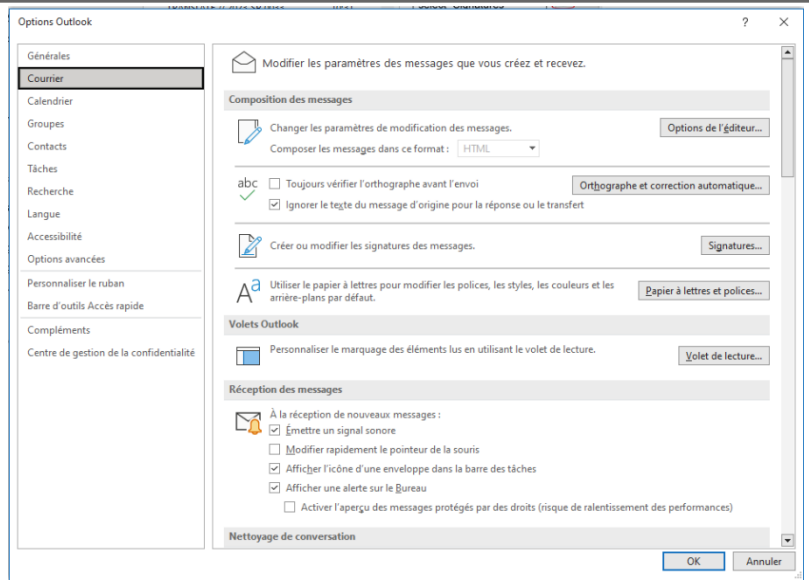 Options Outlook
?
Générales
Courrier
Calendrier
Groupes
Contacts
Tâches
Recherche
Langue
Accessibilité
Options avancées
Personnaliser le ruban
Barre d'outils Accès rapide
Compléments
Centre de gestion de la confidentialité
Modifier les paramètres des messages que vous créez et recevez.
Composition des messages
Changer les paramètres de modification des messages.
Options de l'éditeur...
Composer les messages dans ce format :
HTML
abc
Toujours vérifier l'orthographe avant l'envoi
Orthographe et correction automatique...
Ignorer le texte du message d'origine pour la réponse ou le transfert
Créer ou modifier les signatures des messages.
Signatures...
Aa
Utiliser le papier à lettres pour modifier les polices, les styles, les couleurs et les
arrière-plans par défaut.
Papier à lettres et polices...
Volets Outlook
Personnaliser le marquage des éléments lus en utilisant le volet de lecture.
Volet de lecture...
Réception des messages
À la réception de nouveaux messages :
Émettre un signal sonore
Modifier rapidement le pointeur de la souris
Afficher l'icône d'une enveloppe dans la barre des tâches
Afficher une alerte sur le Bureau
Activer l'aperçu des messages protégés par des droits (risque de ralentissement des performances)
Nettoyage de conversation
OK
Annuler